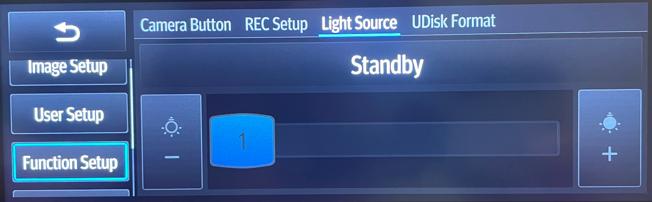 Camera Button REC Setup Light Source UDisk Format
Image Setup
Standby
User Setup
1
Function Setup
− +